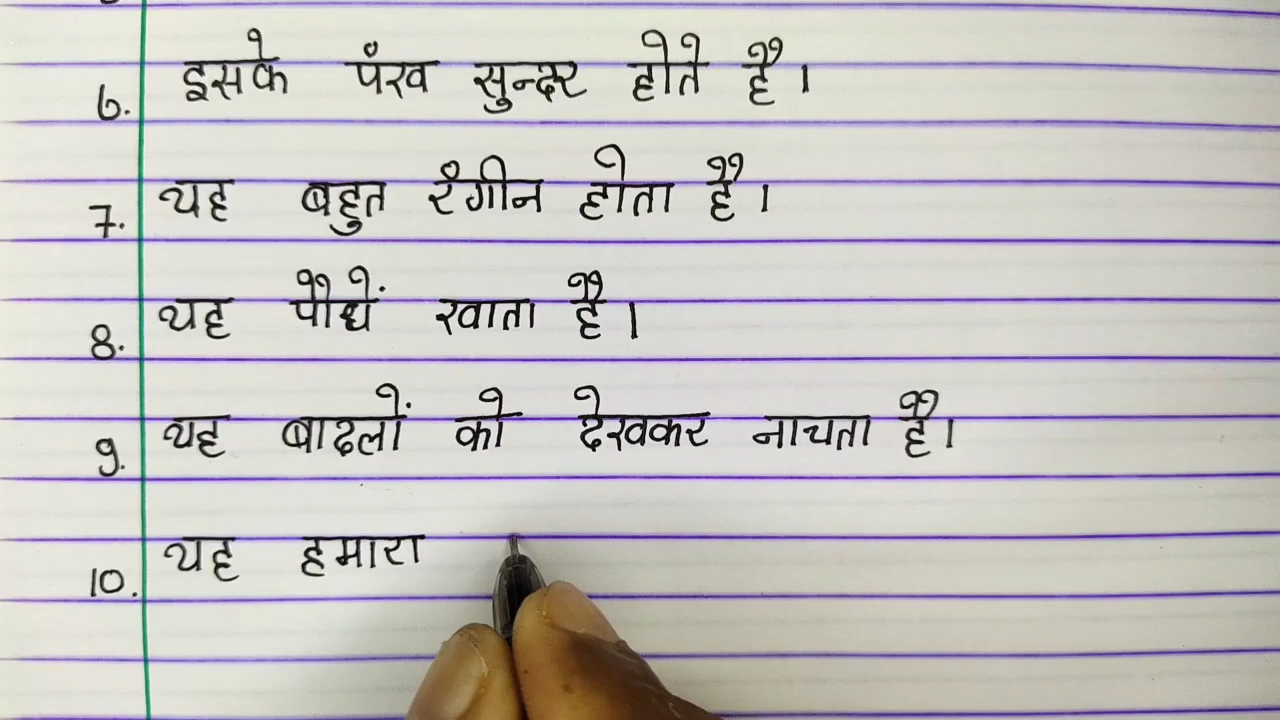 6. इसके पंख सुन्दर होते है।
7. यह बहुत रंगीन होता है।
8. यह पौधें खाता है।
9. यह बादलों को देखकर नाचता है।
10. यह हमारा